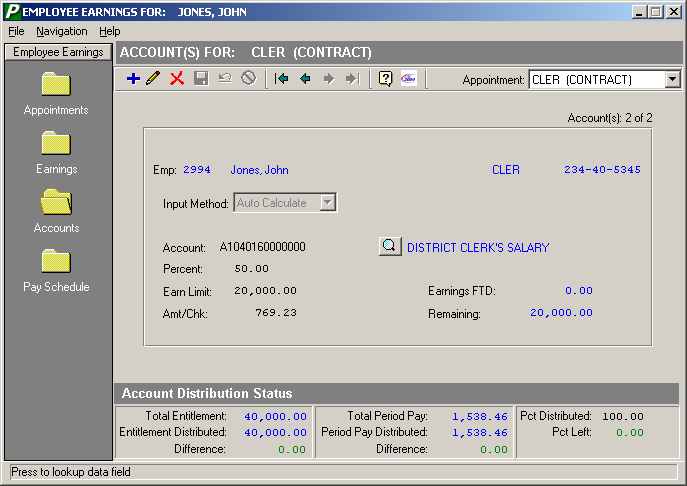 P EMPLOYEE EARNINGS FOR: JONES, JOHN
File Navigation Help
Employee Earnings
ACCOUNT(S) FOR: CLER (CONTRACT)
Appointment: CLER (CONTRACT)
Appointments
Earnings
Accounts
Pay Schedule
Account(s): 2 of 2
Emp: 2994 Jones, John CLER 234-40-5345
Input Method: Auto Calculate
Account: A1040160000000 DISTRICT CLERK'S SALARY
Percent: 50.00
Earn Limit: 20,000.00 Earnings FTD: 0.00
Amt/Chk: 769.23 Remaining: 20,000.00
Account Distribution Status
Total Entitlement: 40,000.00 Total Period Pay: 1,538.46 Pct Distributed: 100.00
Entitlement Distributed: 40,000.00 Period Pay Distributed: 1,538.46 Pct Left: 0.00
Difference: 0.00 Difference: 0.00
Press to lookup data field